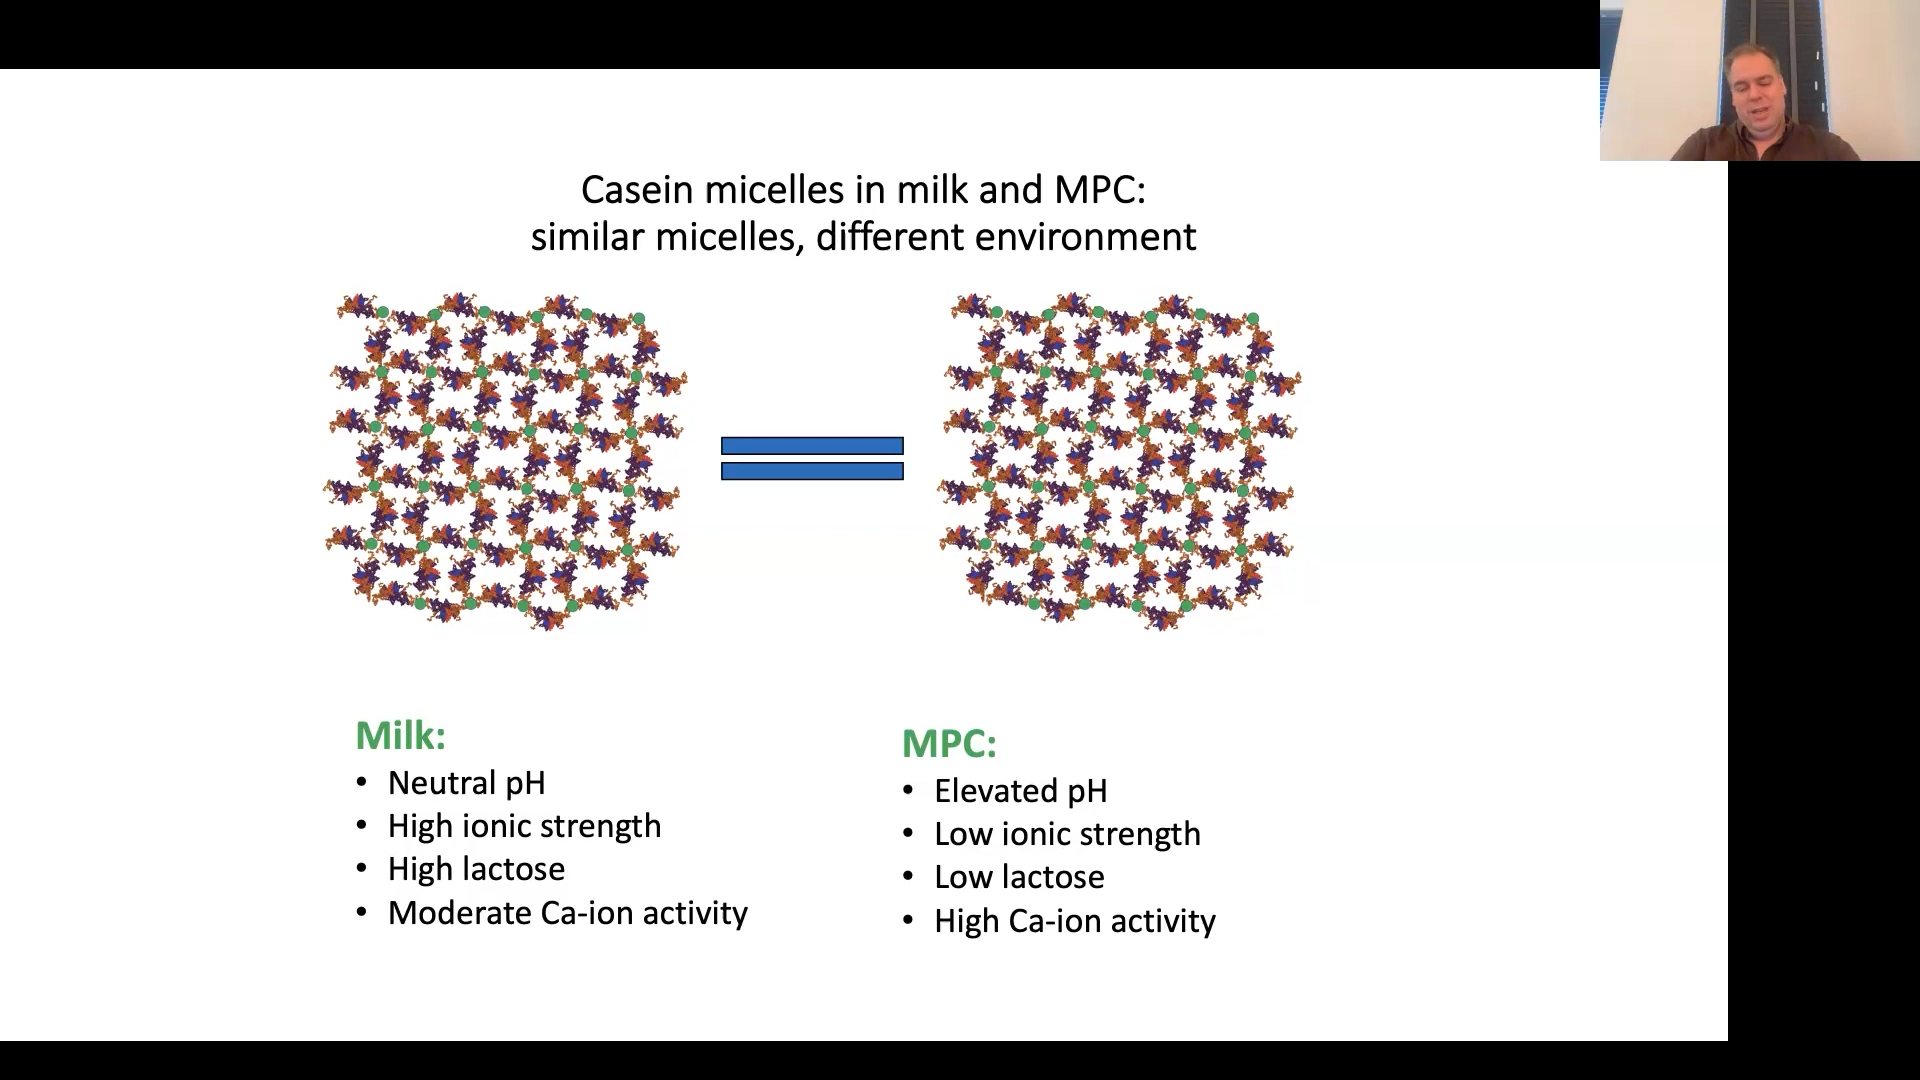 Casein micelles in milk and MPC:
similar micelles, different environment
Milk:
• Neutral pH
• High ionic strength
• High lactose
• Moderate Ca-ion activity
MPC:
• Elevated pH
• Low ionic strength
• Low lactose
• High Ca-ion activity